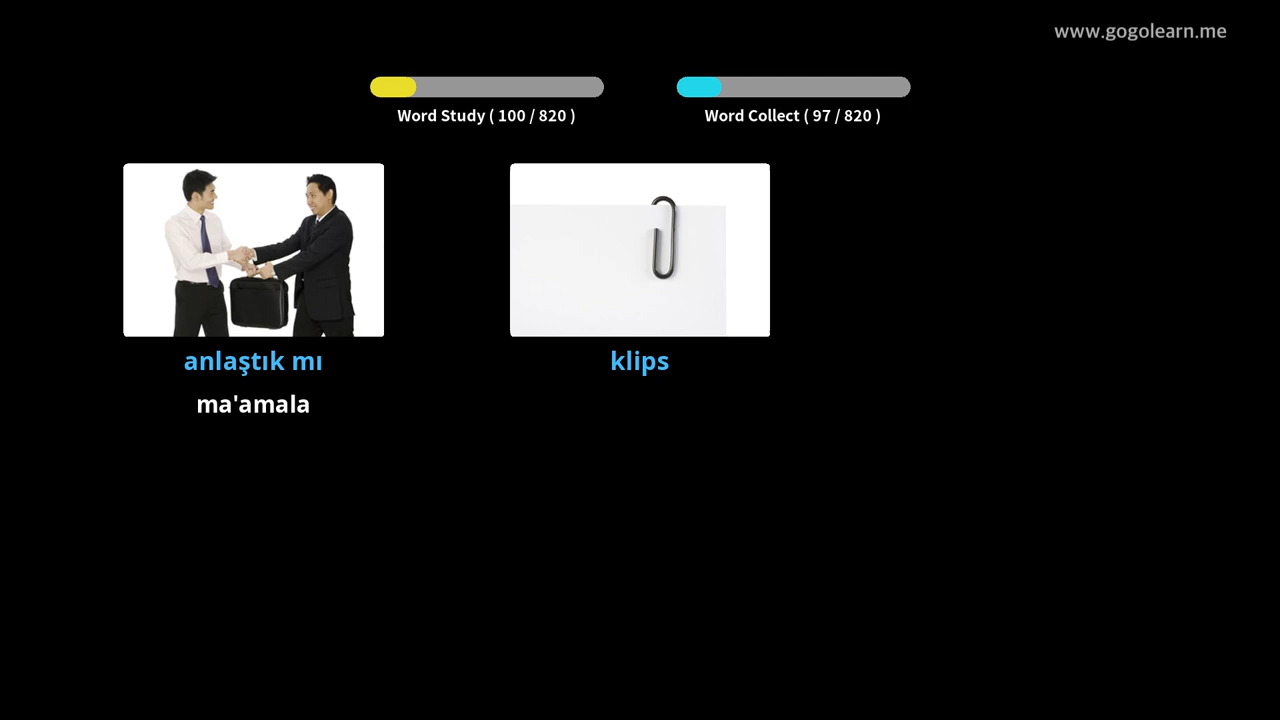 www.gogolearn.me
Word Study ( 100 / 820 )
Word Collect ( 97 / 820 )
anlaştık mı
klips
ma'amala